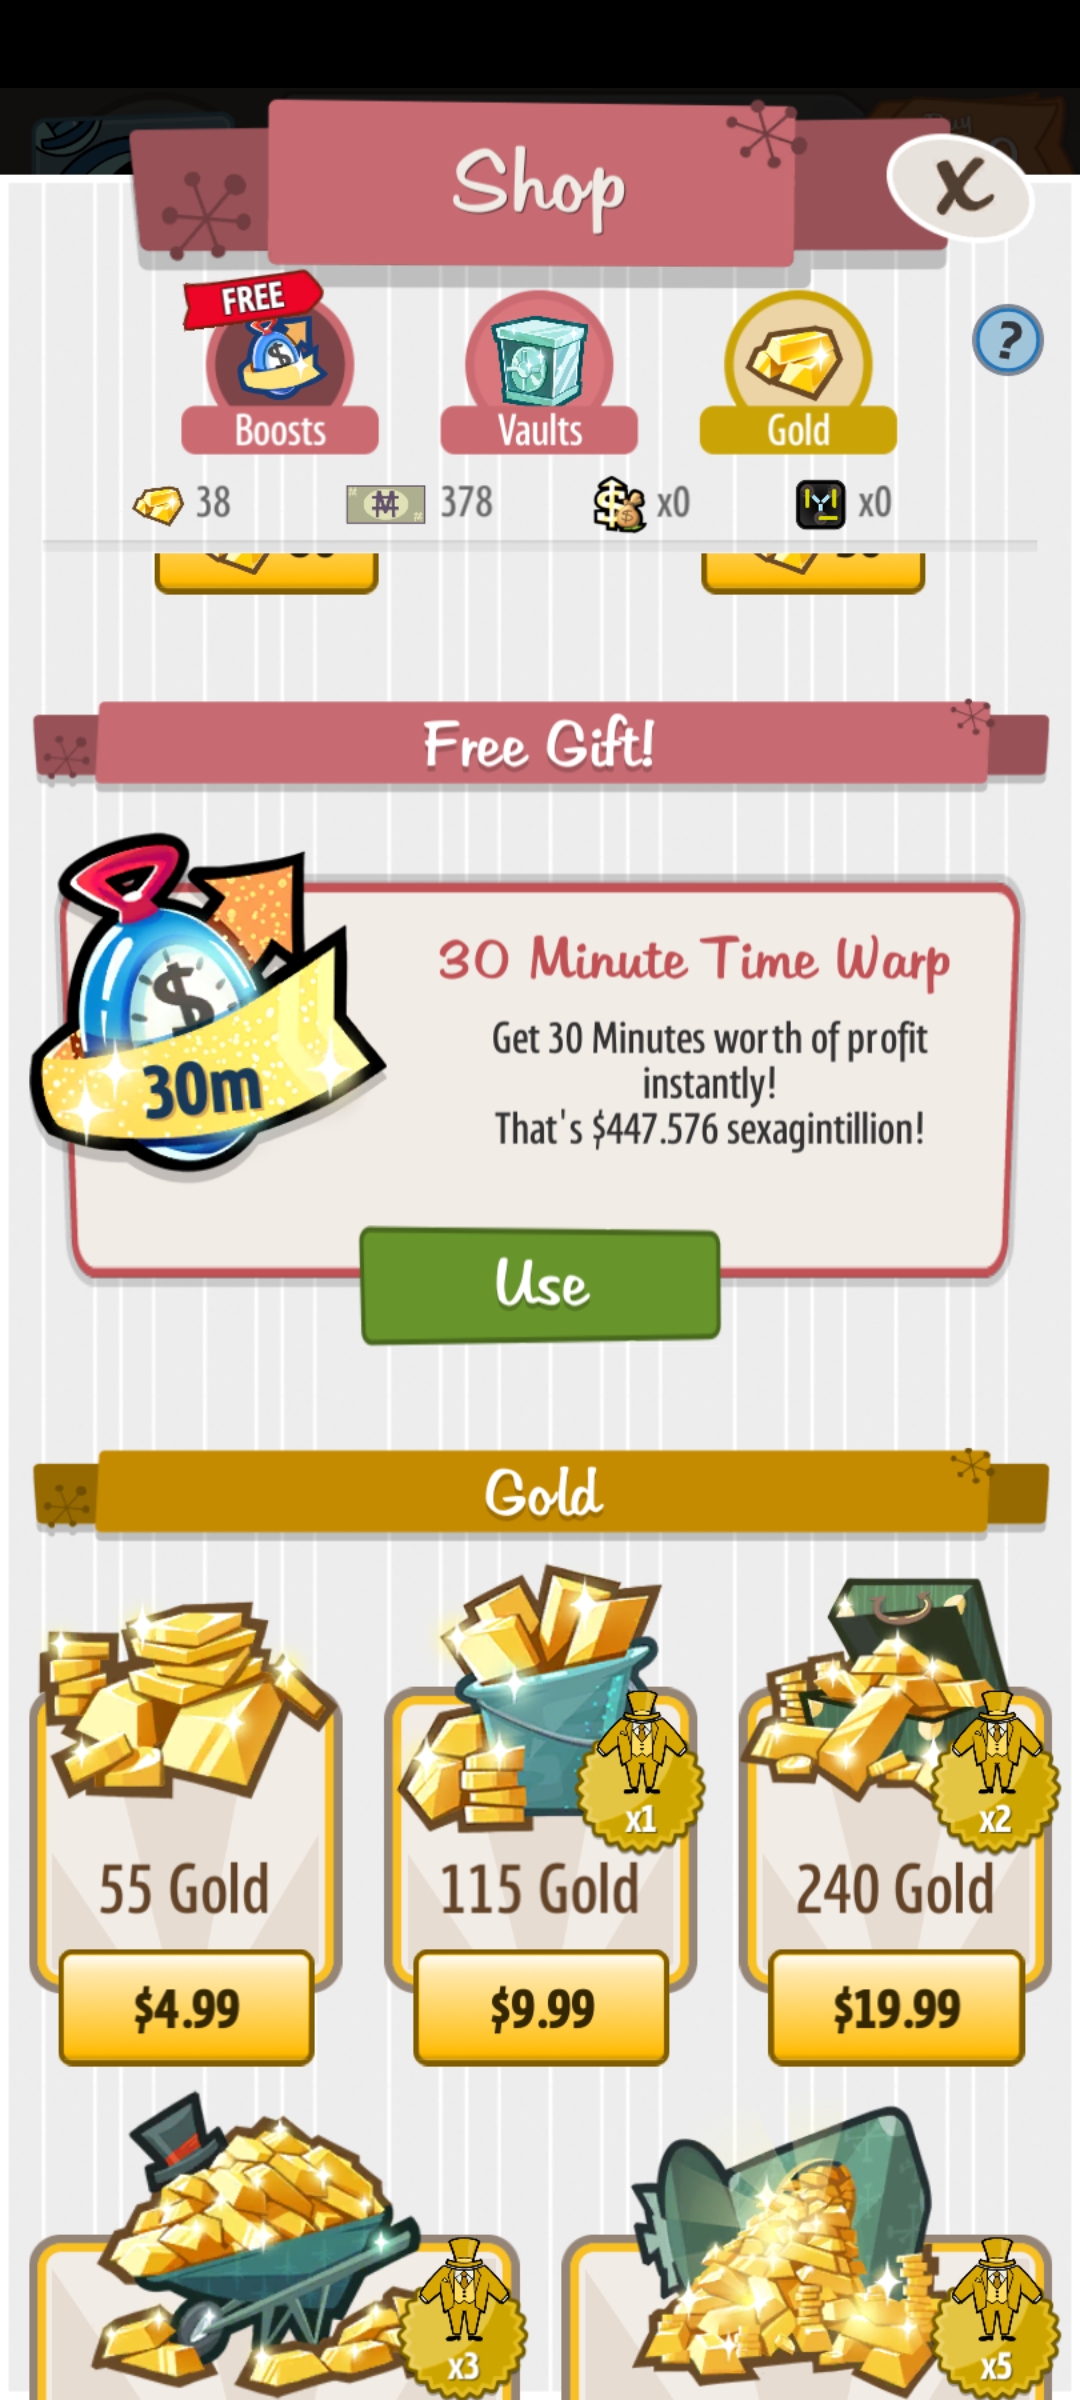 Shop
X
FREE
Boosts
Vaults
Gold
?
38
378
x0
x0
Free Gift!
30m
30 Minute Time Warp
Get 30 Minutes worth of profit
instantly!
That's $447.576 sexagintillion!
Use
Gold
x1
x2
55 Gold
115 Gold
240 Gold
$4.99
$9.99
$19.99
x3
x5